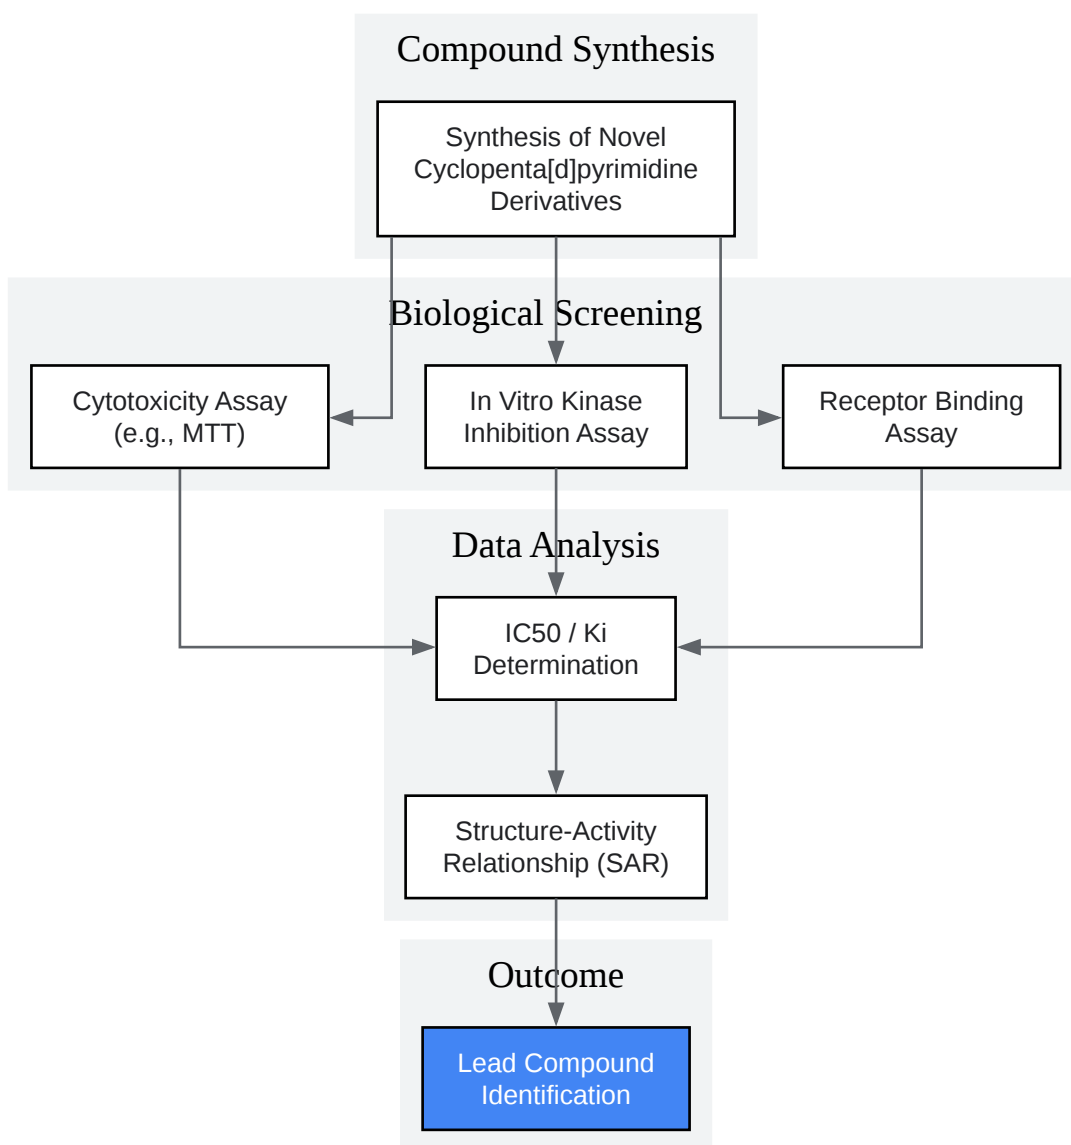 Compound Synthesis
Synthesis of Novel
Cyclopenta[d]pyrimidine
Derivatives
Biological Screening
Cytotoxicity Assay
(e.g., MTT)
In Vitro Kinase
Inhibition Assay
Receptor Binding
Assay
Data Analysis
IC50 / Ki
Determination
Structure-Activity
Relationship (SAR)
Outcome
Lead Compound
Identification